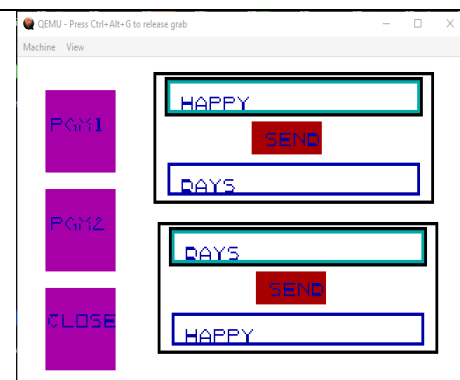 QEMU - Press Ctrl+Alt+G to release grab
Machine View
PGM1
PGM2
CLOSE
HAPPY
SEND
DAYS
DAYS
SEND
HAPPY